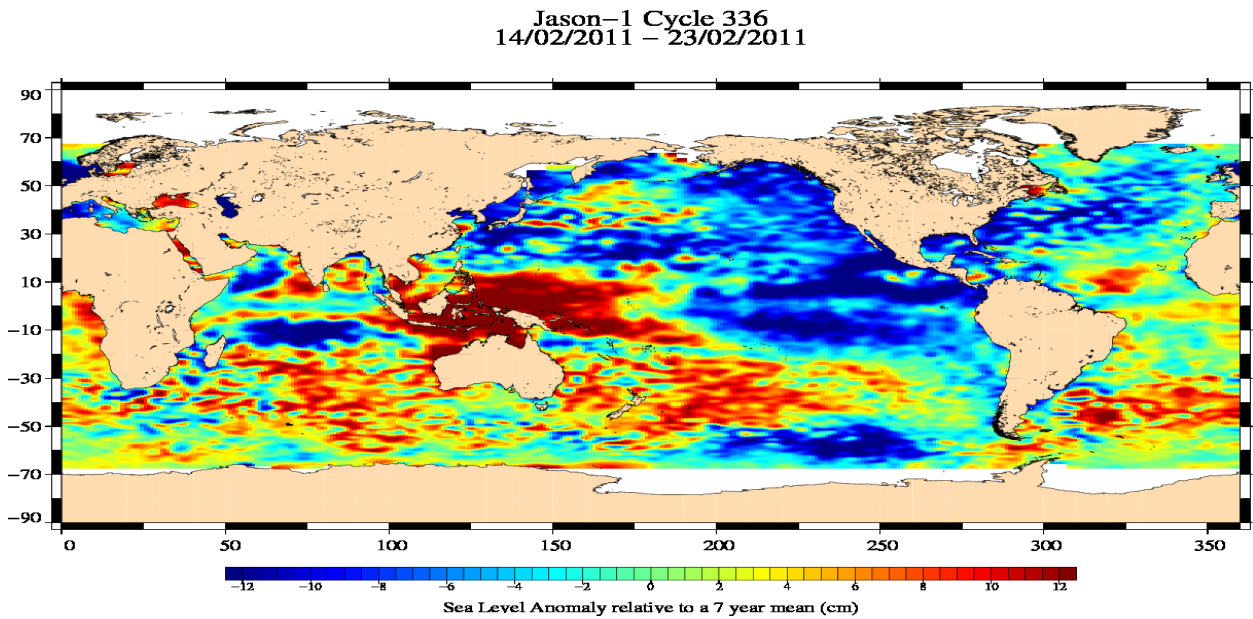 Jason−1 Cycle 336
14/02/2011 − 23/02/2011
90
70
50
30
10
−10
−30
−50
−70
−90
0 50 100 150 200 250 300 350
−12 −10 −8 −6 −4 −2 0 2 4 6 8 10 12
Sea Level Anomaly relative to a 7 year mean (cm)